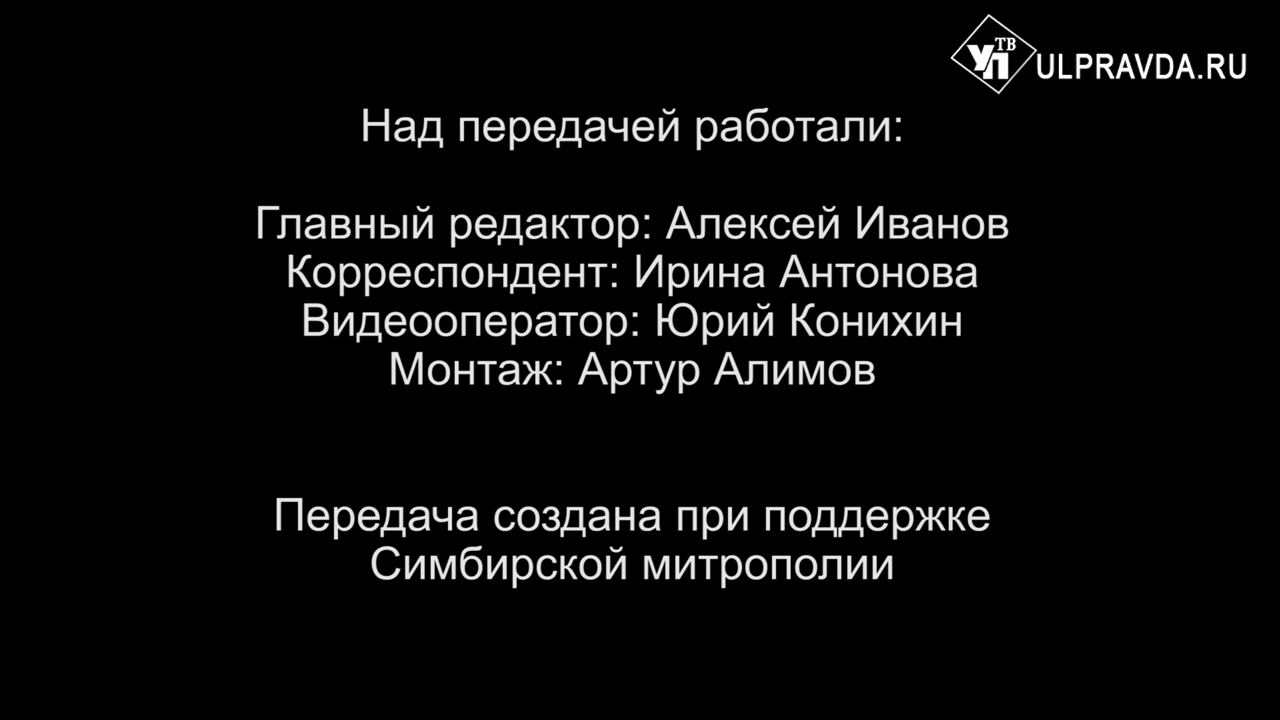 УП ТВ
ULPRAVDA.RU
Над передачей работали:
Главный редактор: Алексей Иванов
Корреспондент: Ирина Антонова
Видеооператор: Юрий Конихин
Монтаж: Артур Алимов
Передача создана при поддержке
Симбирской митрополии